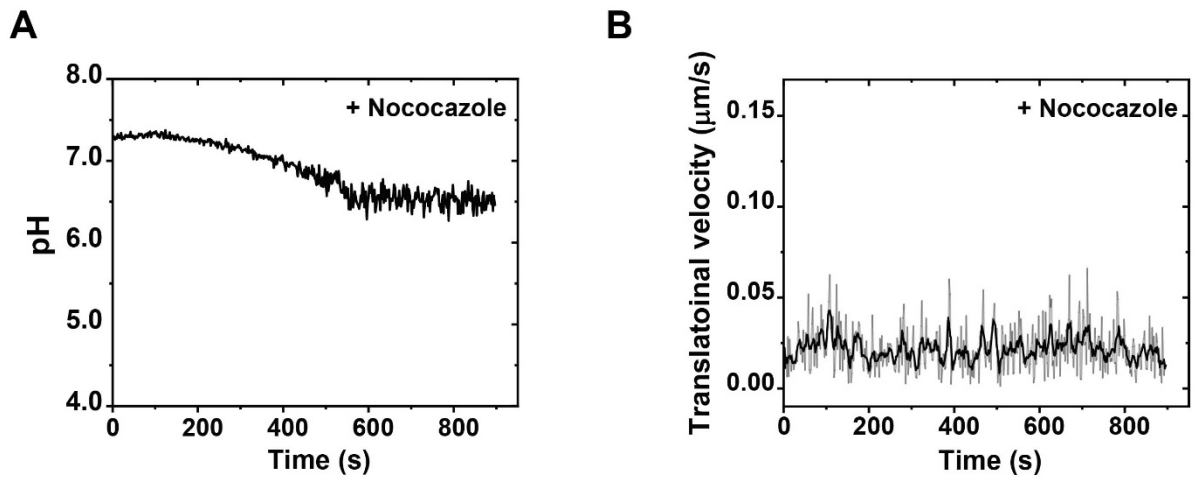 A
8.0
7.0
6.0
5.0
4.0
pH
+ Nococazole
0 200 400 600 800
Time (s)
B
0.15
0.10
0.05
0.00
Translatoinal velocity (μm/s)
+ Nococazole
0 200 400 600 800
Time (s)